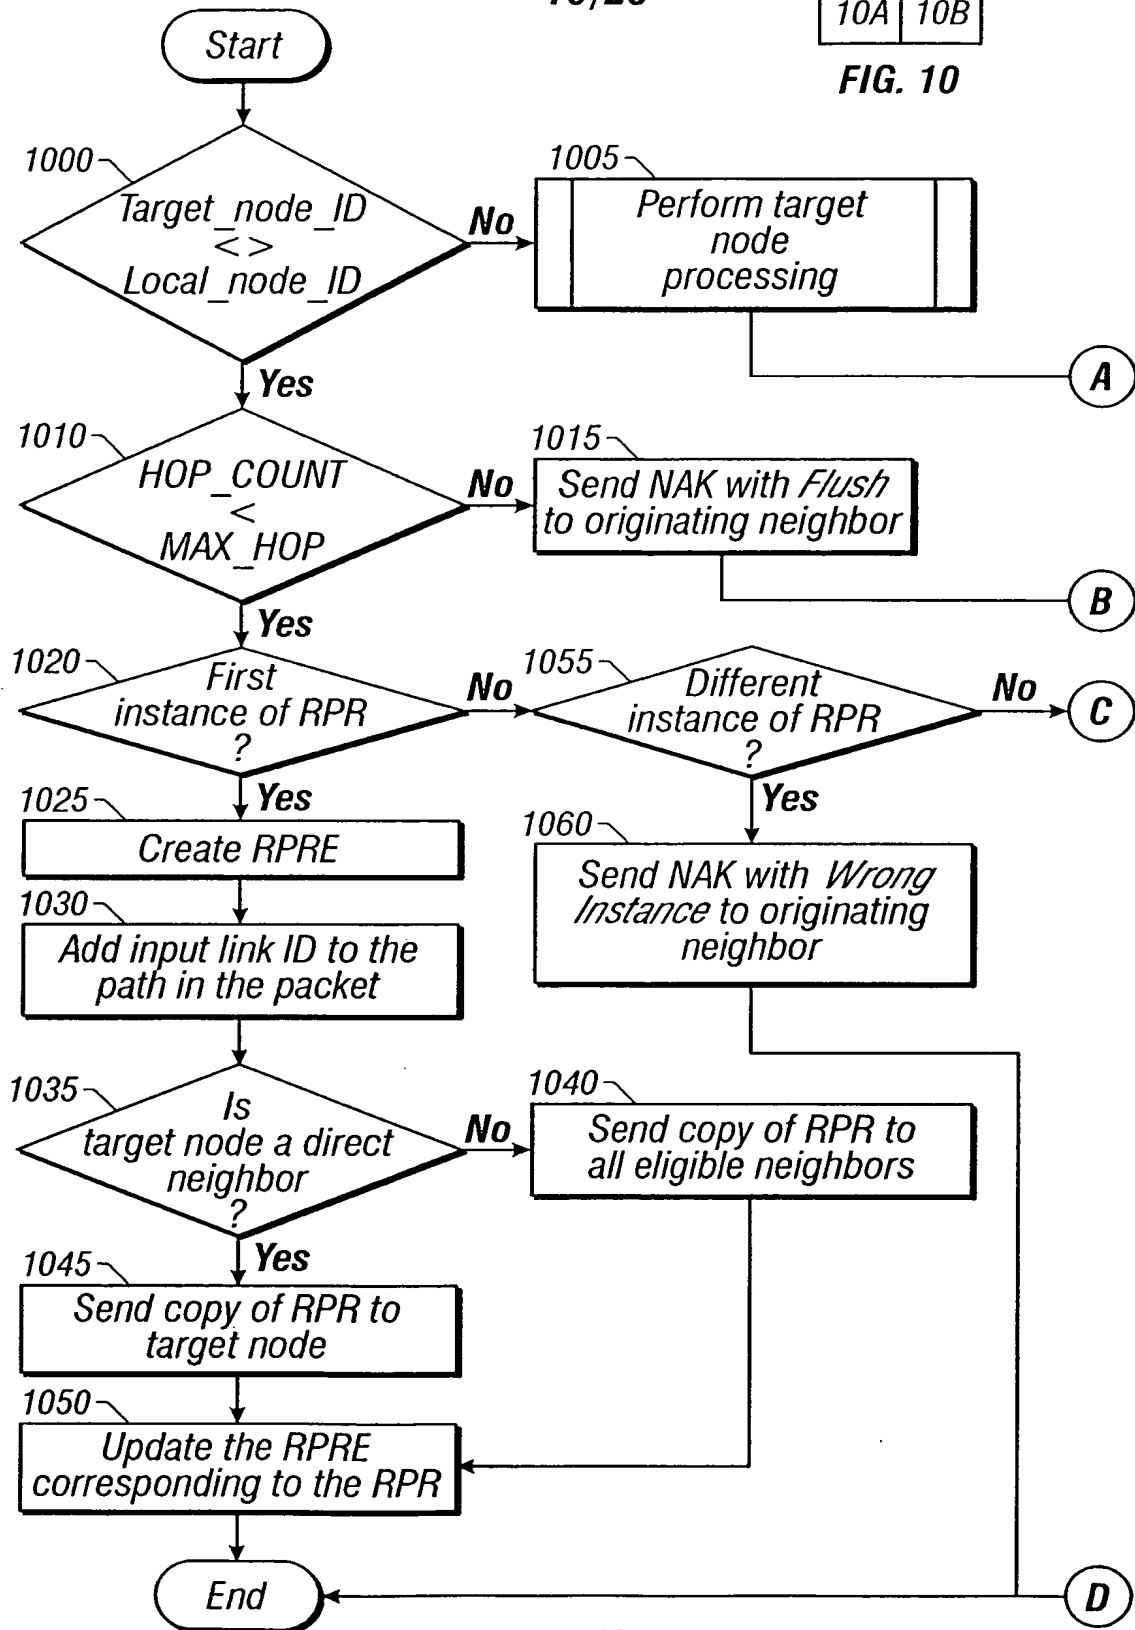 10A 10B
FIG. 10
Start
1000
Target_node_ID
<>
Local_node_ID
No
1005
Perform target
node
processing
A
Yes
1010
HOP_COUNT
<
MAX_HOP
No
1015
Send NAK with Flush
to originating neighbor
B
Yes
1020
First
instance of RPR
?
No
1055
Different
instance of RPR
?
No
C
Yes
1025
Create RPRE
Yes
1060
Send NAK with Wrong
Instance to originating
neighbor
1030
Add input link ID to the
path in the packet
1035
Is
target node a direct
neighbor
?
No
1040
Send copy of RPR to
all eligible neighbors
Yes
1045
Send copy of RPR to
target node
1050
Update the RPRE
corresponding to the RPR
End
D